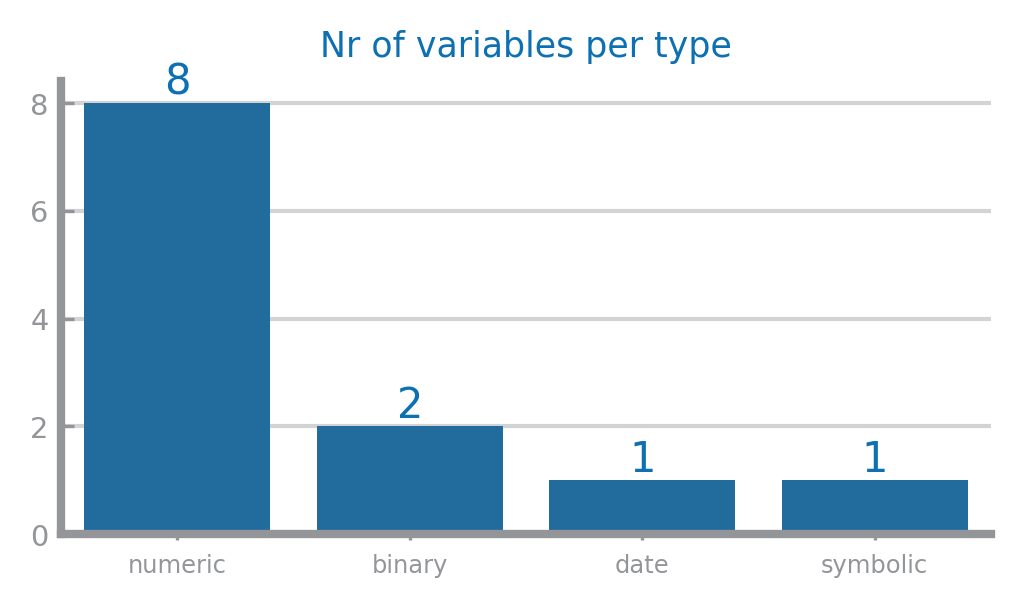 Nr of variables per type
8
2
1
1
8
6
4
2
0
numeric
binary
date
symbolic